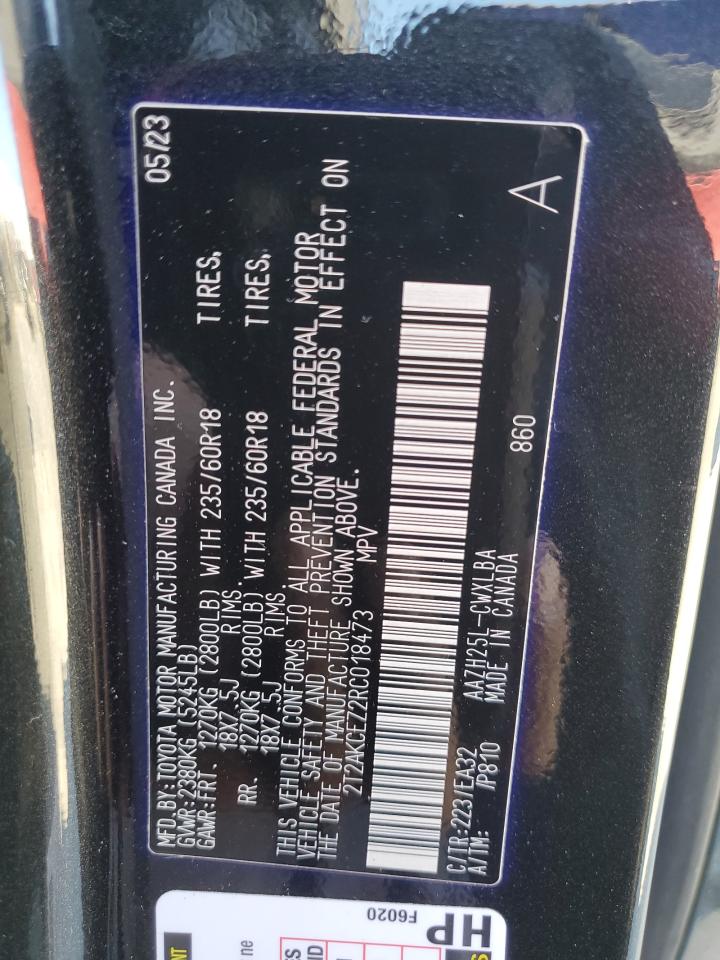 MFD.BY:TOYOTA MOTOR MANUFACTURING CANADA INC. 05/23
GVWR:2380KG (5245LB)
GAWR:FRT. 1270KG (2800LB) WITH 235/60R18 TIRES,
18X7.5J RIMS
RR. 1270KG (2800LB) WITH 235/60R18 TIRES,
18X7.5J RIMS
THIS VEHICLE CONFORMS TO ALL APPLICABLE FEDERAL MOTOR
VEHICLE SAFETY AND THEFT PREVENTION STANDARDS IN EFFECT ON
THE DATE OF MANUFACTURE SHOWN ABOVE.
2T2AKCEZ2RC018473 MPV
C/TR:223/EA32 AAZH25L-CWXLBA 860
A/TM: /P810 MADE IN CANADA
A
HP
F6020